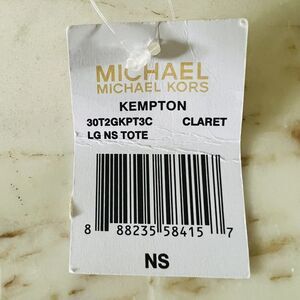 MICHAEL
MICHAEL KORS
KEMPTON
30T2GKPT3C CLARET
LG NS TOTE
8 88235 58415 7
NS